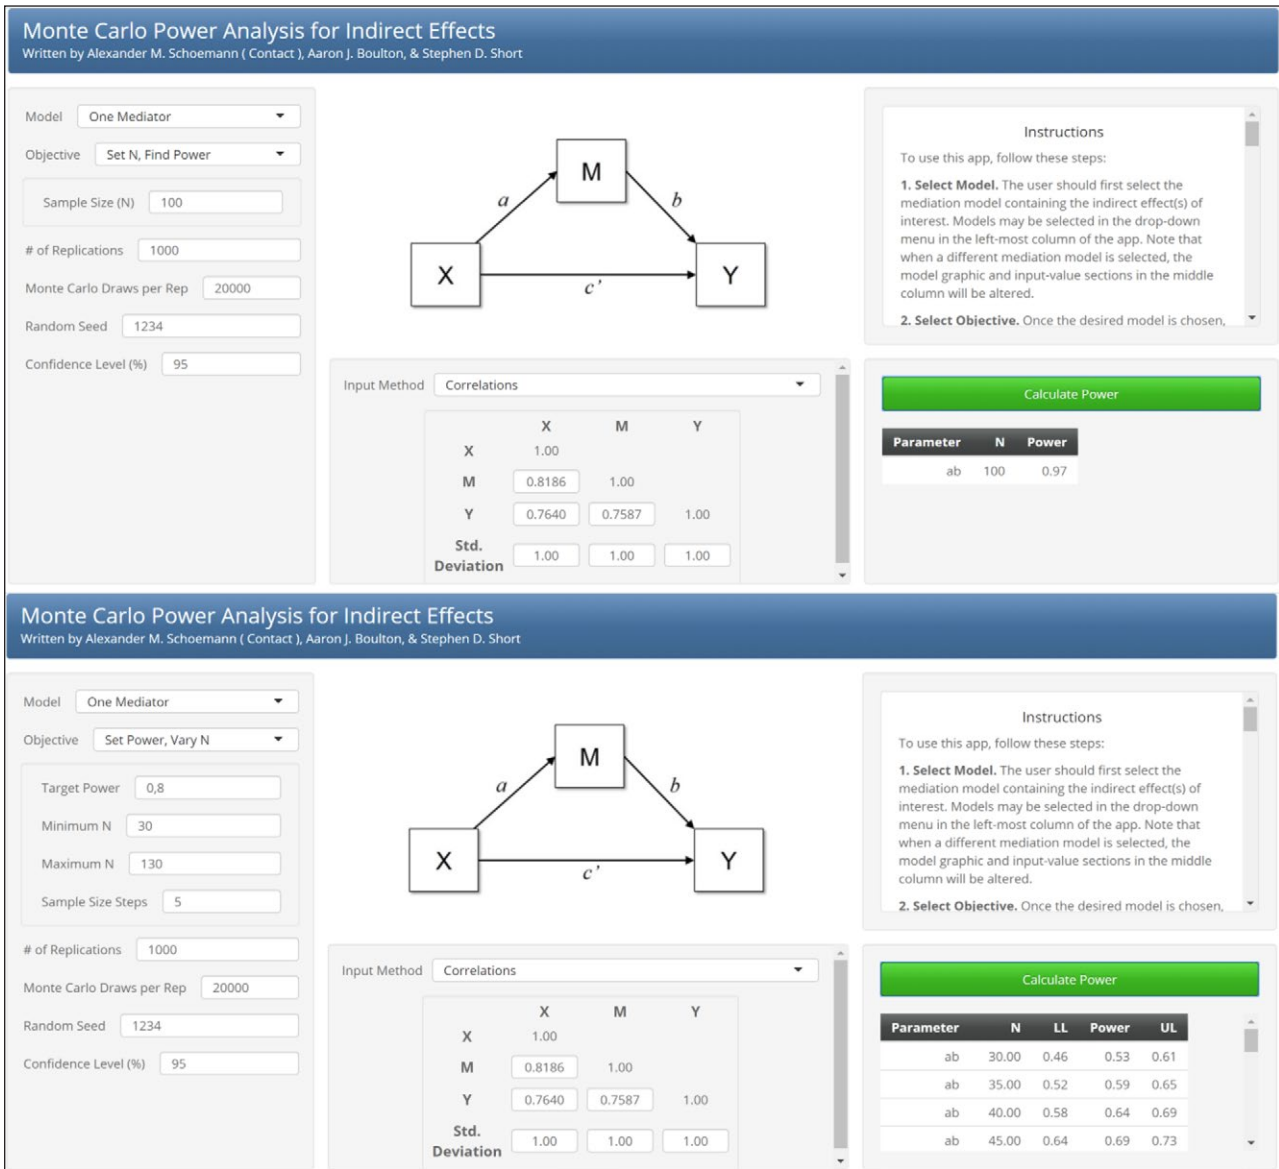 Monte Carlo Power Analysis for Indirect Effects
Written by Alexander M. Schoemann ( Contact ), Aaron J. Boulton, & Stephen D. Short
Model One Mediator
Objective Set N, Find Power
Sample Size (N) 100
# of Replications 1000
Monte Carlo Draws per Rep 20000
Random Seed 1234
Confidence Level (%) 95
M
a
b
X
Y
c'
Input Method Correlations
X M Y
X 1.00
M 0.8186 1.00
Y 0.7640 0.7587 1.00
Std.
Deviation 1.00 1.00 1.00
Instructions
To use this app, follow these steps:
1. Select Model. The user should first select the
mediation model containing the indirect effect(s) of
interest. Models may be selected in the drop-down
menu in the left-most column of the app. Note that
when a different mediation model is selected, the
model graphic and input-value sections in the middle
column will be altered.
2. Select Objective. Once the desired model is chosen,
Calculate Power
Parameter N Power
ab 100 0.97
Monte Carlo Power Analysis for Indirect Effects
Written by Alexander M. Schoemann ( Contact ), Aaron J. Boulton, & Stephen D. Short
Model One Mediator
Objective Set Power, Vary N
Target Power 0,8
Minimum N 30
Maximum N 130
Sample Size Steps 5
# of Replications 1000
Monte Carlo Draws per Rep 20000
Random Seed 1234
Confidence Level (%) 95
M
a
b
X
Y
c'
Input Method Correlations
X M Y
X 1.00
M 0.8186 1.00
Y 0.7640 0.7587 1.00
Std.
Deviation 1.00 1.00 1.00
Instructions
To use this app, follow these steps:
1. Select Model. The user should first select the
mediation model containing the indirect effect(s) of
interest. Models may be selected in the drop-down
menu in the left-most column of the app. Note that
when a different mediation model is selected, the
model graphic and input-value sections in the middle
column will be altered.
2. Select Objective. Once the desired model is chosen,
Calculate Power
Parameter N LL Power UL
ab 30.00 0.46 0.53 0.61
ab 35.00 0.52 0.59 0.65
ab 40.00 0.58 0.64 0.69
ab 45.00 0.64 0.69 0.73